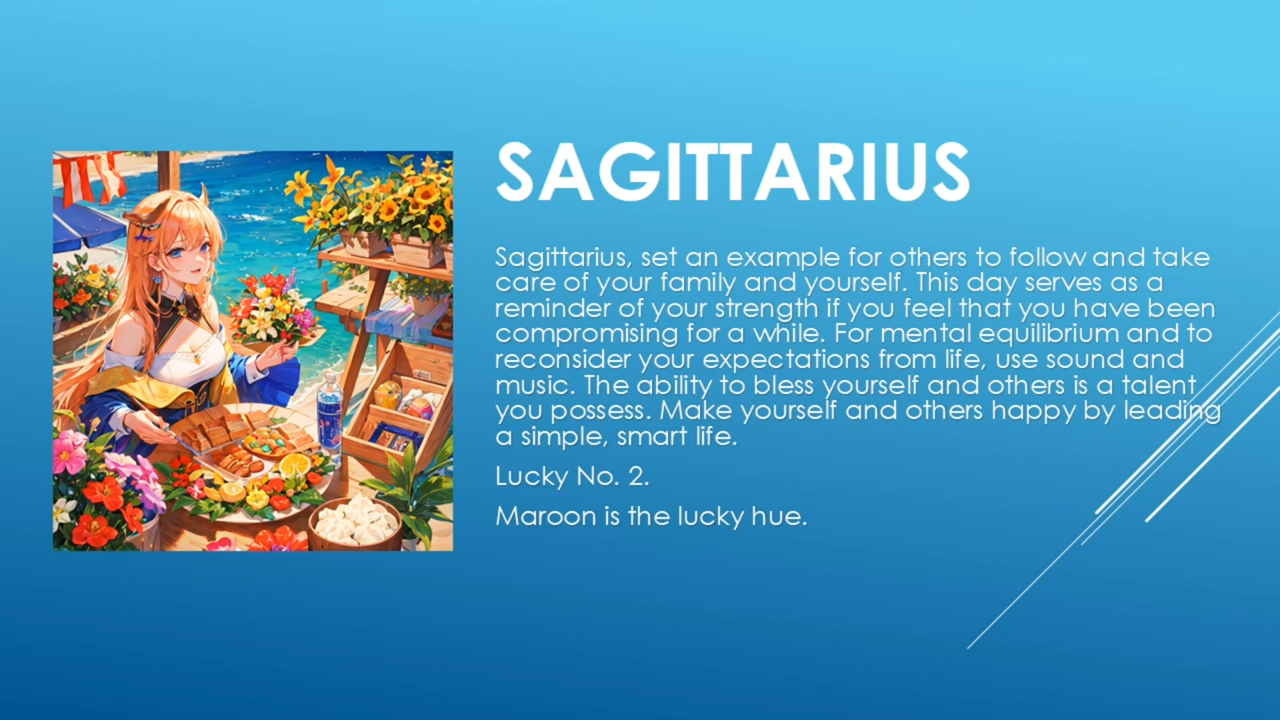 SAGITTARIUS
Sagittarius, set an example for others to follow and take
care of your family and yourself. This day serves as a
reminder of your strength if you feel that you have been
compromising for a while. For mental equilibrium and to
reconsider your expectations from life, use sound and
music. The ability to bless yourself and others is a talent
you possess. Make yourself and others happy by leading
a simple, smart life.
Lucky No. 2.
Maroon is the lucky hue.